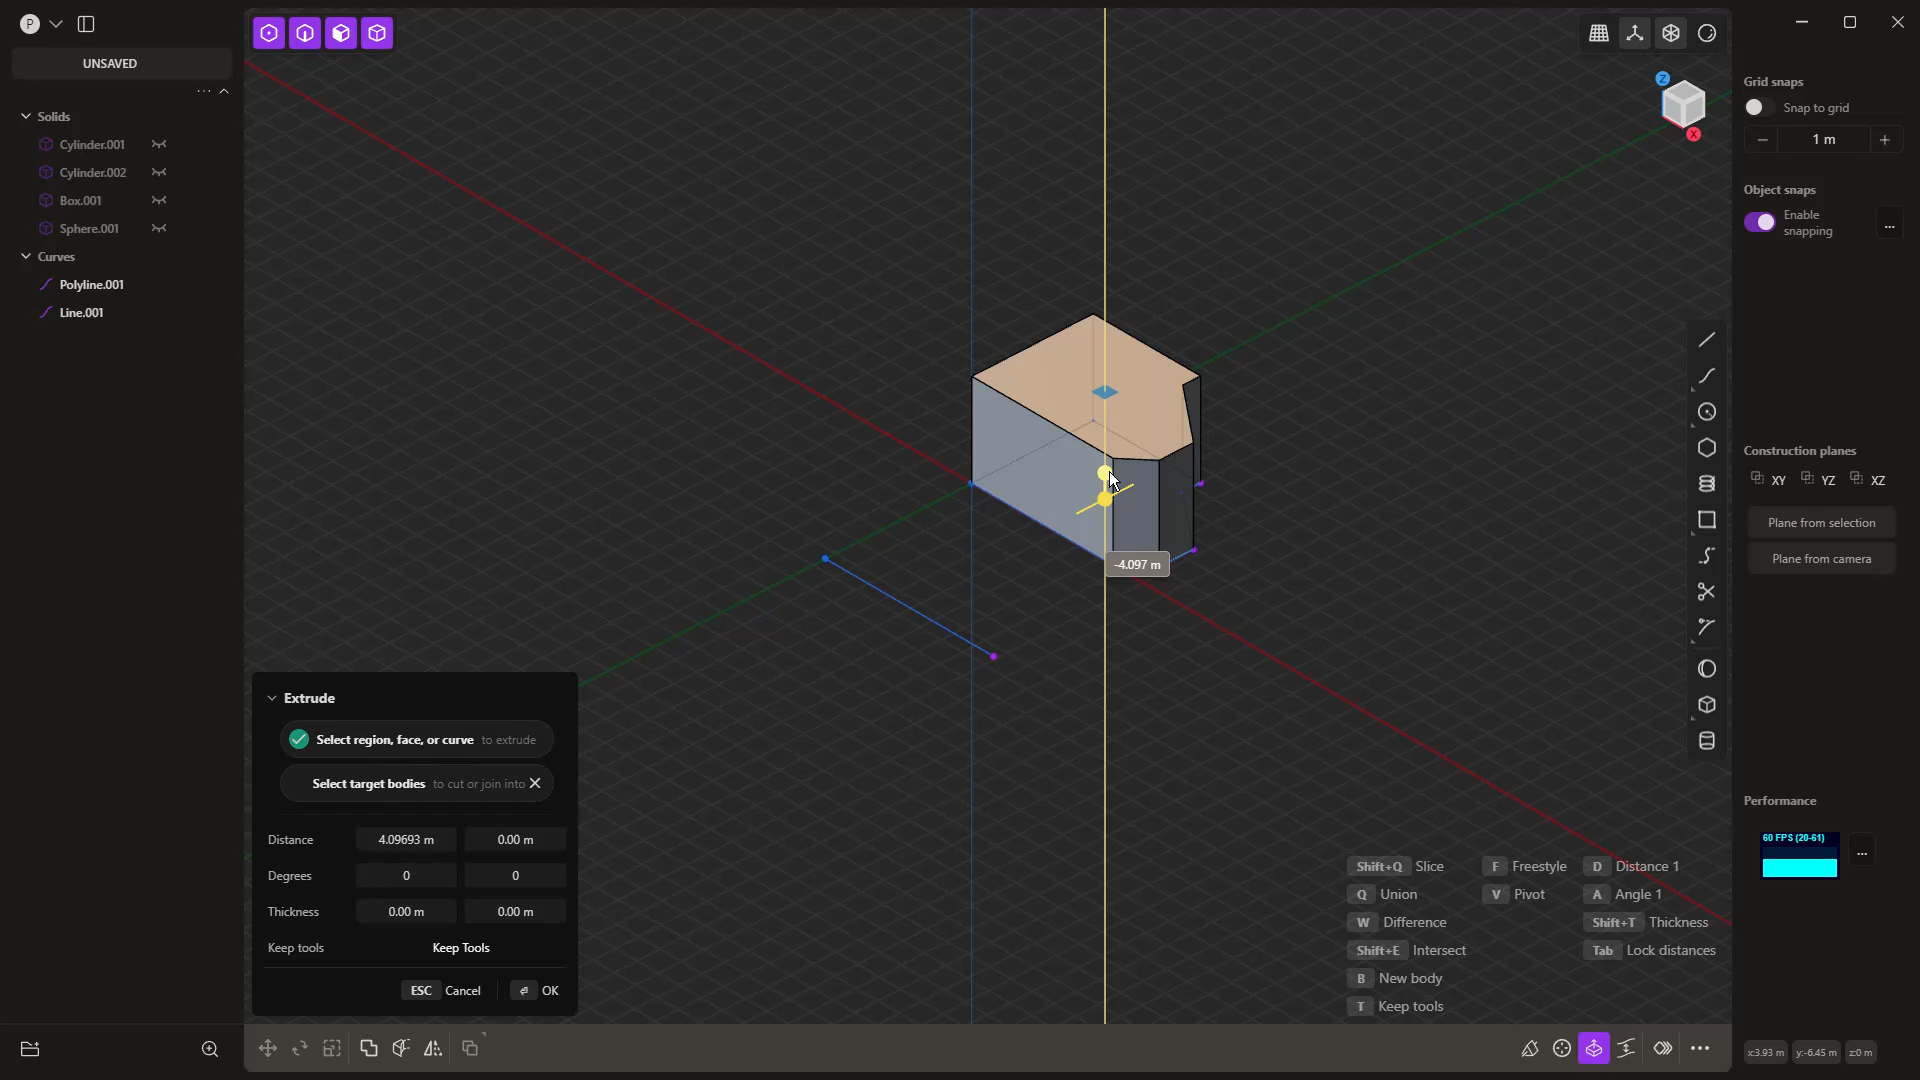 P
UNSAVED
Solids
Cylinder.001
Cylinder.002
Box.001
Sphere.001
Curves
Polyline.001
Line.001
Z
X
-4.097 m
Extrude
Select region, face, or curve to extrude
Select target bodies to cut or join into
Distance 4.09693 m 0.00 m
Degrees 0 0
Thickness 0.00 m 0.00 m
Keep tools Keep Tools
ESC Cancel OK
Shift+Q Slice F Freestyle D Distance 1
Q Union V Pivot A Angle 1
W Difference Shift+T Thickness
Shift+E Intersect Tab Lock distances
B New body
T Keep tools
Grid snaps
Snap to grid
1 m
Object snaps
Enable
snapping
Construction planes
XY YZ XZ
Plane from selection
Plane from camera
Performance
60 FPS (20-61)
x:3.93 m y:-6.45 m z:0 m